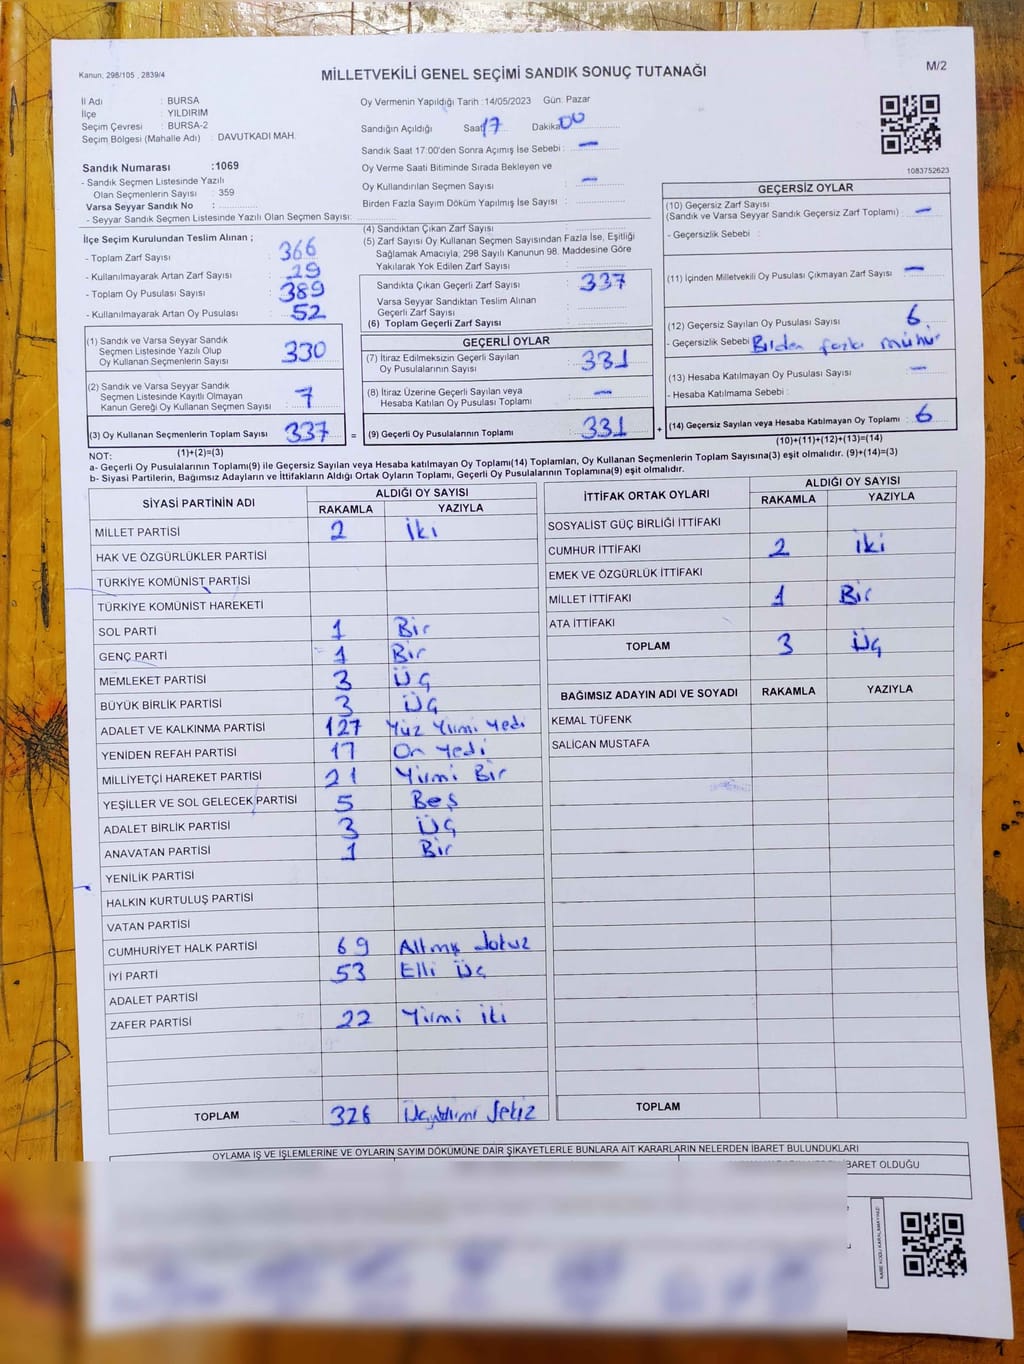 Kanun, 298/105 , 2839/4
MİLLETVEKİLİ GENEL SEÇİMİ SANDIK SONUÇ TUTANAĞI
M/2
İl Adı : BURSA
İlçe : YILDIRIM
Seçim Çevresi : BURSA-2
Seçim Bölgesi (Mahalle Adı) : DAVUTKADI MAH.
Sandık Numarası :1069
- Sandık Seçmen Listesinde Yazılı
Olan Seçmenlerin Sayısı : 359
Varsa Seyyar Sandık No :
- Seyyar Sandık Seçmen Listesinde Yazılı Olan Seçmen Sayısı:
Oy Vermenin Yapıldığı Tarih :14/05/2023 Gün: Pazar
Sandığın Açıldığı Saat 17 Dakika 00
Sandık Saat 17:00'den Sonra Açımış İse Sebebi : —
Oy Verme Saati Bitiminde Sırada Bekleyen ve
Oy Kullandırılan Seçmen Sayısı : —
Birden Fazla Sayım Döküm Yapılmış İse Sayısı :
1083752623
İlçe Seçim Kurulundan Teslim Alınan ;
- Toplam Zarf Sayısı : 366
- Kullanılmayarak Artan Zarf Sayısı : 29
- Toplam Oy Pusulası Sayısı : 389
- Kullanılmayarak Artan Oy Pusulası : 52
(1) Sandık ve Varsa Seyyar Sandık
Seçmen Listesinde Yazılı Olup
Oy Kullanan Seçmenlerin Sayısı : 330
(2) Sandık ve Varsa Seyyar Sandık
Seçmen Listesinde Kayıtlı Olmayan
Kanun Gereği Oy Kullanan Seçmen Sayısı : 7
(3) Oy Kullanan Seçmenlerin Toplam Sayısı : 337
(4) Sandıktan Çıkan Zarf Sayısı :
(5) Zarf Sayısı Oy Kullanan Seçmen Sayısından Fazla İse, Eşitliği
Sağlamak Amacıyla; 298 Sayılı Kanunun 98. Maddesine Göre
Yakılarak Yok Edilen Zarf Sayısı :
Sandıkta Çıkan Geçerli Zarf Sayısı : 337
Varsa Seyyar Sandıktan Teslim Alınan
Geçerli Zarf Sayısı :
(6) Toplam Geçerli Zarf Sayısı :
GEÇERLİ OYLAR
(7) İtiraz Edilmeksizin Geçerli Sayılan
Oy Pusulalarının Sayısı : 331
(8) İtiraz Üzerine Geçerli Sayılan veya
Hesaba Katılan Oy Pusulası Toplamı : —
= (9) Geçerli Oy Pusulalarının Toplamı : 331
GEÇERSİZ OYLAR
(10) Geçersiz Zarf Sayısı
(Sandık ve Varsa Seyyar Sandık Geçersiz Zarf Toplamı) : —
- Geçersizlik Sebebi :
(11) İçinden Milletvekili Oy Pusulası Çıkmayan Zarf Sayısı : —
(12) Geçersiz Sayılan Oy Pusulası Sayısı : 6
- Geçersizlik Sebebi : Birden fazla mühür
(13) Hesaba Katılmayan Oy Pusulası Sayısı : —
- Hesaba Katılmama Sebebi :
+ (14) Geçersiz Sayılan veya Hesaba Katılmayan Oy Toplamı : 6
(1)+(2)=(3)
(10)+(11)+(12)+(13)=(14)
NOT:
a- Geçerli Oy Pusulalarının Toplamı(9) ile Geçersiz Sayılan veya Hesaba katılmayan Oy Toplamı(14) Toplamları, Oy Kullanan Seçmenlerin Toplam Sayısına(3) eşit olmalıdır. (9)+(14)=(3)
b- Siyasi Partilerin, Bağımsız Adayların ve İttifakların Aldığı Ortak Oyların Toplamı, Geçerli Oy Pusulalarının Toplamına(9) eşit olmalıdır.
SİYASİ PARTİNİN ADI ALDIĞI OY SAYISI
RAKAMLA YAZIYLA
MİLLET PARTİSİ 2 İki
HAK VE ÖZGÜRLÜKLER PARTİSİ
TÜRKİYE KOMÜNİST PARTİSİ
TÜRKİYE KOMÜNİST HAREKETİ
SOL PARTİ 1 Bir
GENÇ PARTİ 1 Bir
MEMLEKET PARTİSİ 3 Üç
BÜYÜK BİRLİK PARTİSİ 3 Üç
ADALET VE KALKINMA PARTİSİ 127 Yüz Yirmi Yedi
YENİDEN REFAH PARTİSİ 17 On Yedi
MİLLİYETÇİ HAREKET PARTİSİ 21 Yirmi Bir
YEŞİLLER VE SOL GELECEK PARTİSİ 5 Beş
ADALET BİRLİK PARTİSİ 3 Üç
ANAVATAN PARTİSİ 1 Bir
YENİLİK PARTİSİ
HALKIN KURTULUŞ PARTİSİ
VATAN PARTİSİ
CUMHURİYET HALK PARTİSİ 69 Altmış dokuz
İYİ PARTİ 53 Elli Üç
ADALET PARTİSİ
ZAFER PARTİSİ 22 Yirmi İki
TOPLAM 328 Üçyüzyirmi Sekiz
İTTİFAK ORTAK OYLARI ALDIĞI OY SAYISI
RAKAMLA YAZIYLA
SOSYALİST GÜÇ BİRLİĞİ İTTİFAKI
CUMHUR İTTİFAKI 2 İki
EMEK VE ÖZGÜRLÜK İTTİFAKI
MİLLET İTTİFAKI 1 Bir
ATA İTTİFAKI
TOPLAM 3 Üç
BAĞIMSIZ ADAYIN ADI VE SOYADI RAKAMLA YAZIYLA
KEMAL TÜFENK
SALİCAN MUSTAFA
TOPLAM
OYLAMA İŞ VE İŞLEMLERİNE VE OYLARIN SAYIM DÖKÜMÜNE DAİR ŞİKAYETLERLE BUNLARA AİT KARARLARIN NELERDEN İBARET BULUNDUKLARI
İBARET OLDUĞU
KARE KODU KARALAMAYINIZ!